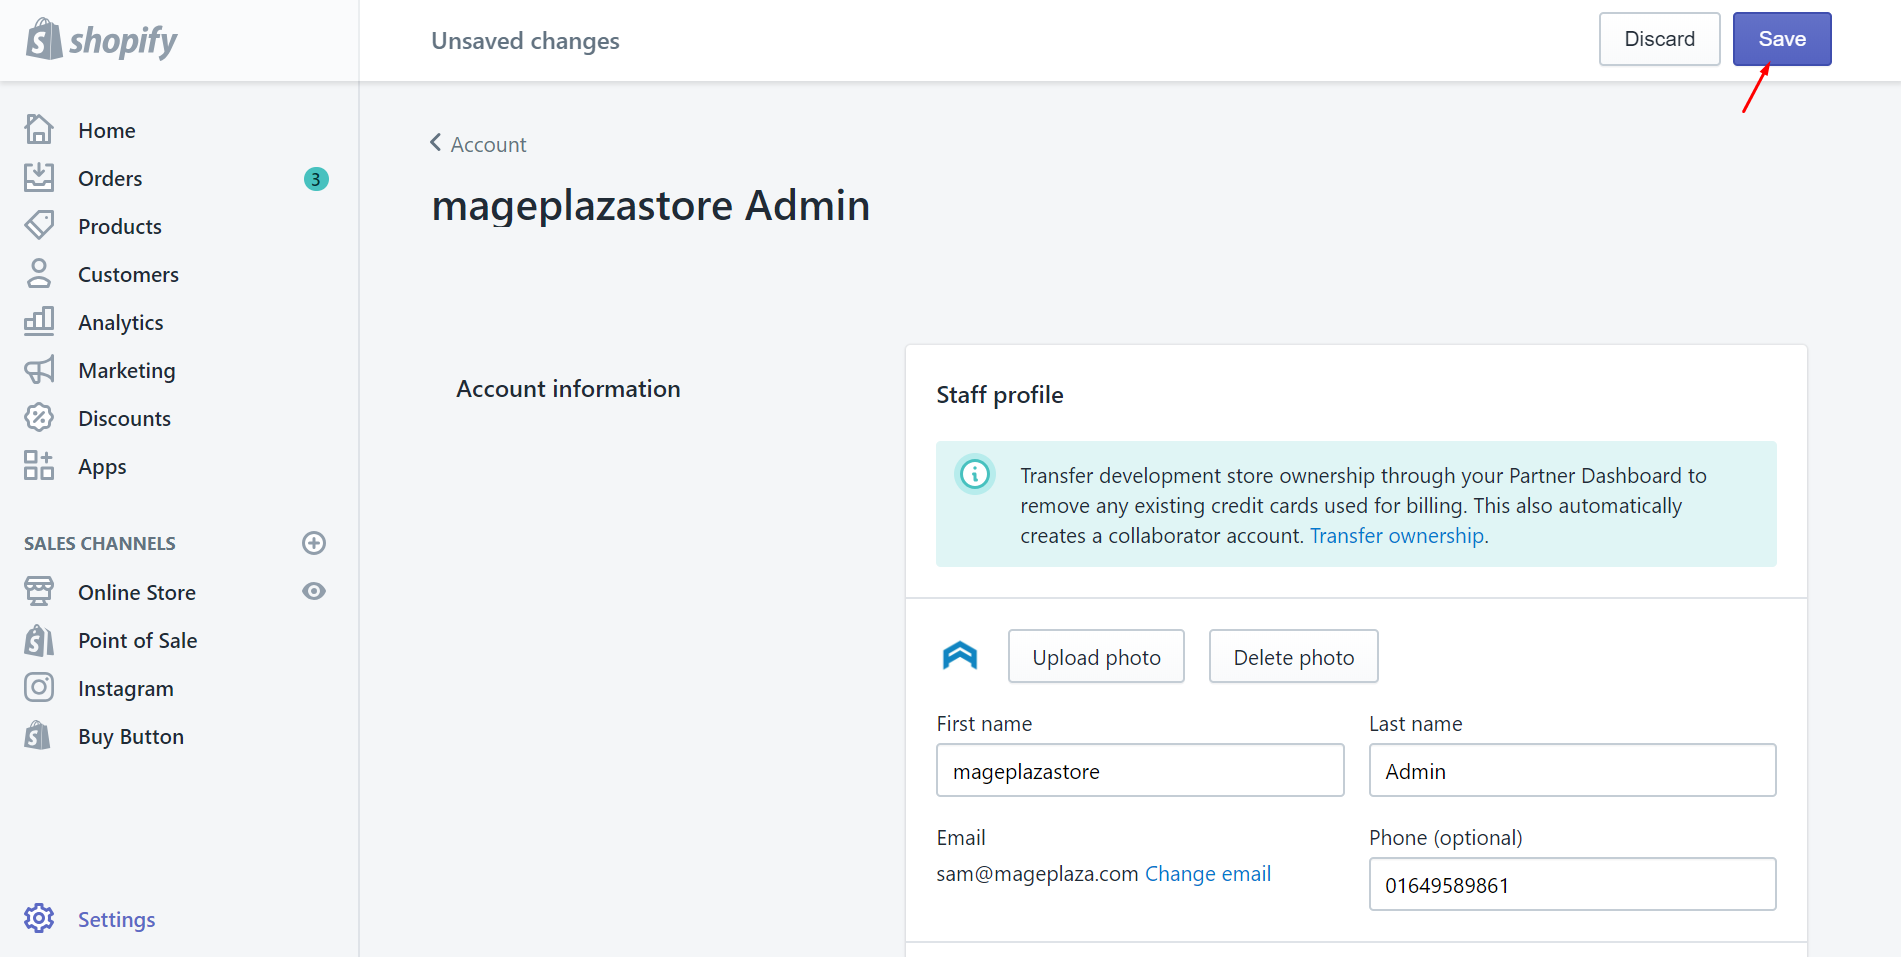 shopify
Unsaved changes
Discard
Save
Home
Orders
3
Products
Customers
Analytics
Marketing
Discounts
Apps
SALES CHANNELS
Online Store
Point of Sale
Instagram
Buy Button
Settings
Account
mageplazastore Admin
Account information
Staff profile
Transfer development store ownership through your Partner Dashboard to
remove any existing credit cards used for billing. This also automatically
creates a collaborator account. Transfer ownership.
Upload photo
Delete photo
First name
Last name
mageplazastore
Admin
Email
Phone (optional)
sam@mageplaza.com Change email
01649589861